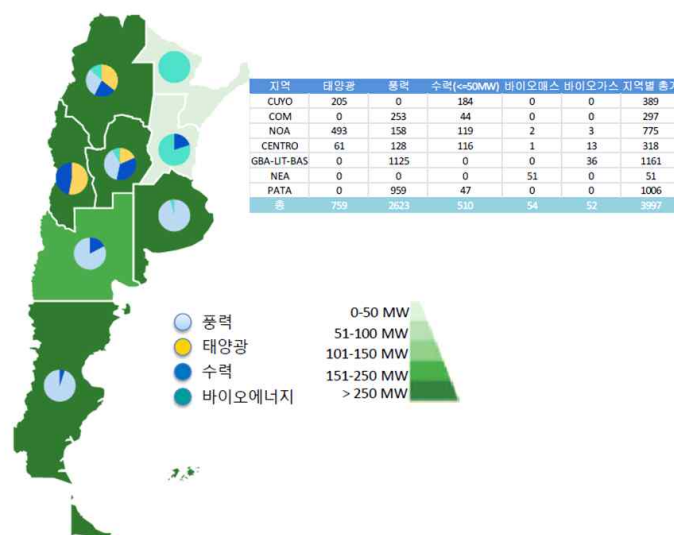 지역 태양광 풍력 수력(<=50MW) 바이오매스 바이오가스 지역별 총계
CUYO 205 0 184 0 0 389
COM 0 253 44 0 0 297
NOA 493 158 119 2 3 775
CENTRO 61 128 116 1 13 318
GBA-LIT-BAS 0 1125 0 0 36 1161
NEA 0 0 0 51 0 51
PATA 0 959 47 0 0 1006
총 759 2623 510 54 52 3997
풍력
태양광
수력
바이오에너지
0-50 MW
51-100 MW
101-150 MW
151-250 MW
> 250 MW